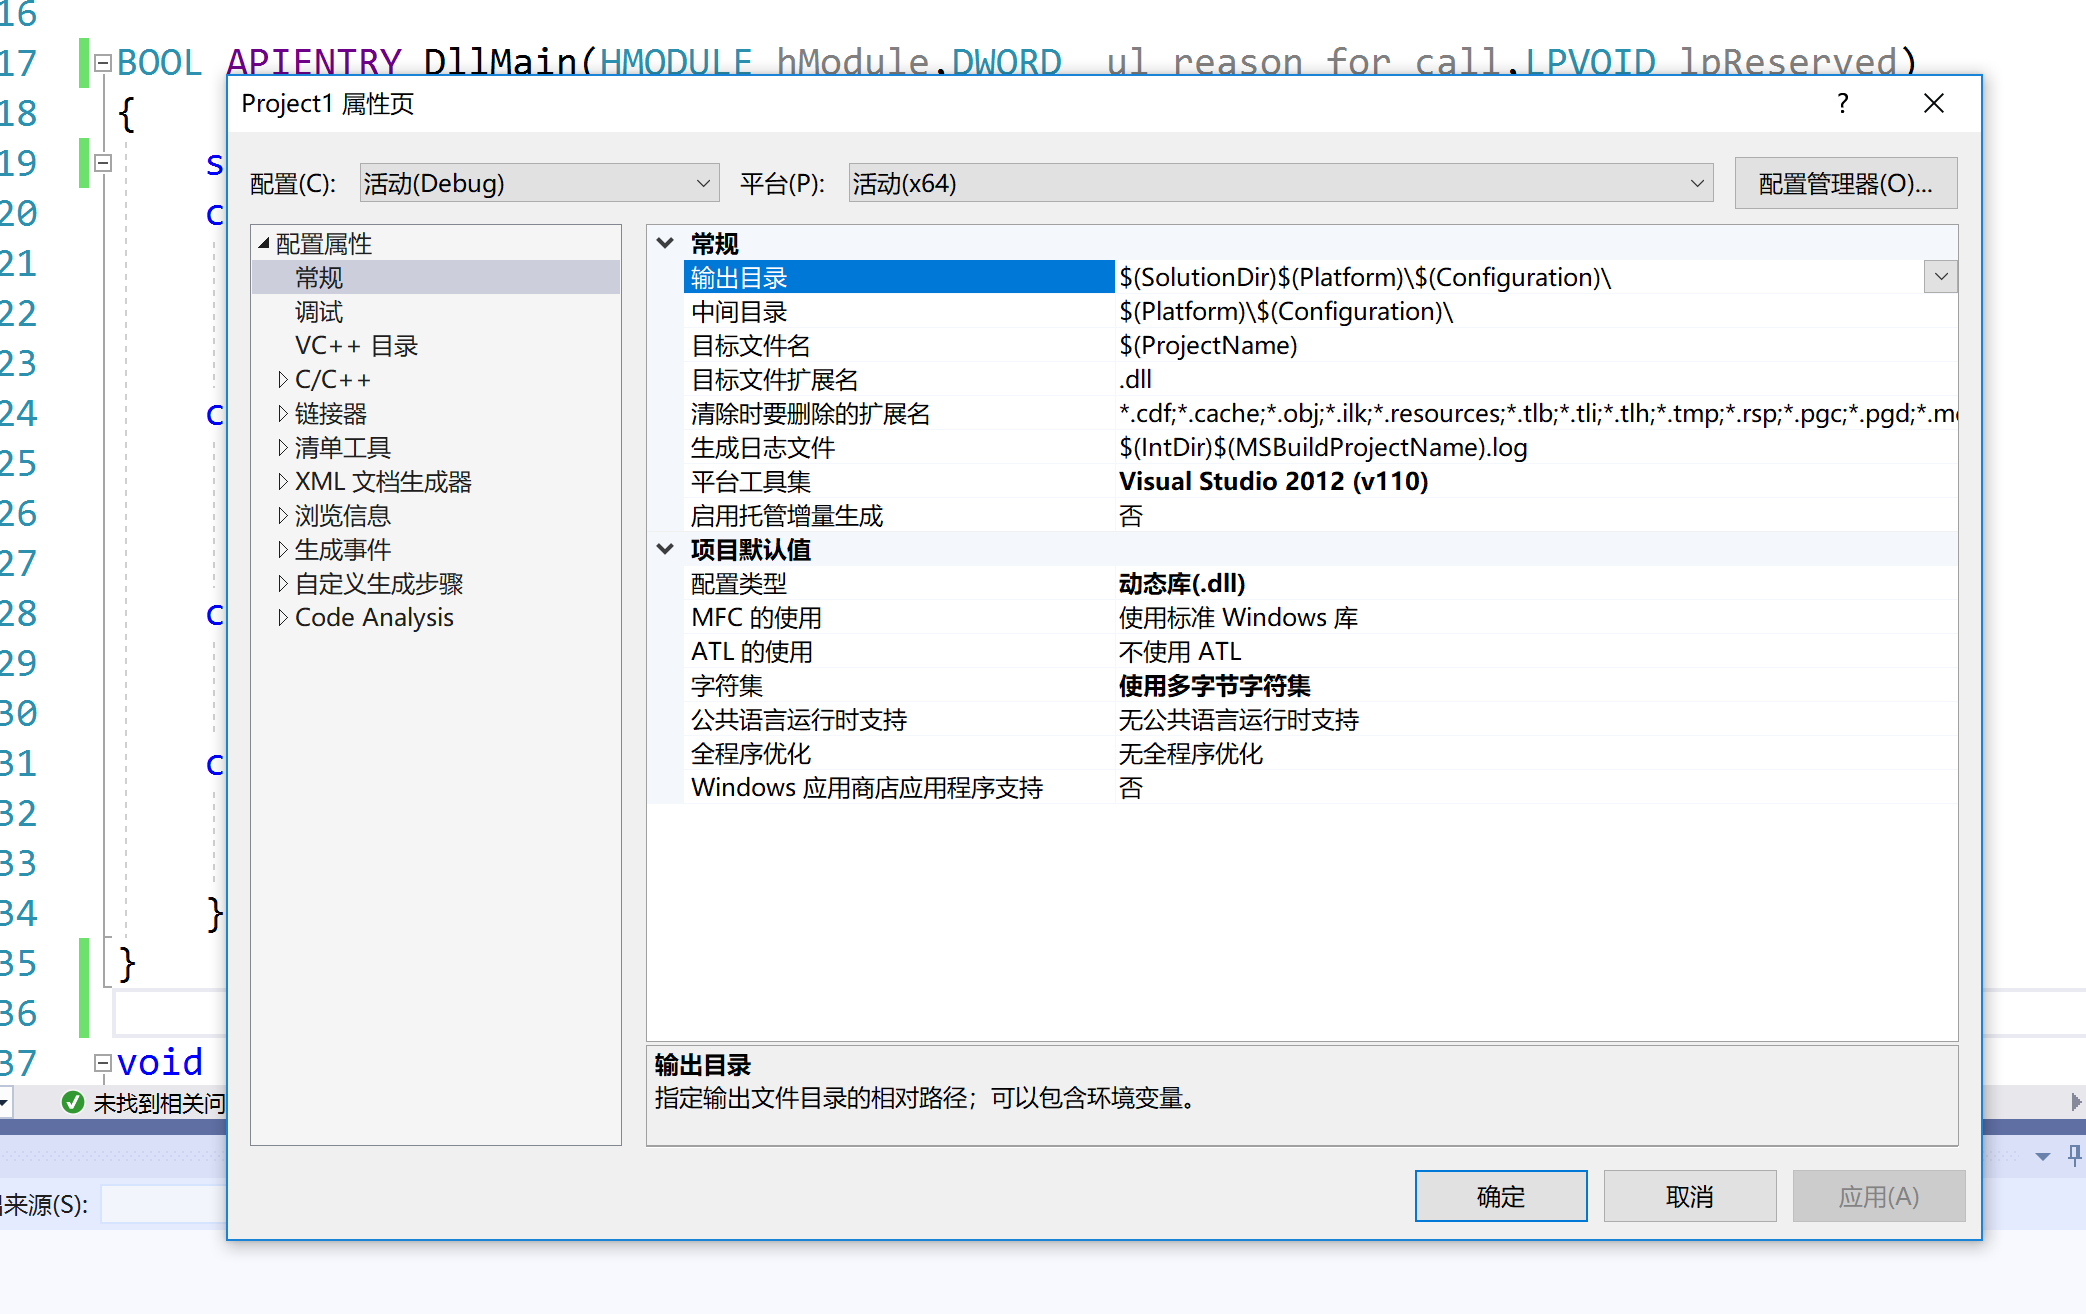 16
17 BOOL APIENTRY DllMain(HMODULE hModule,DWORD ul_reason_for_call,LPVOID lpReserved)
Project1 属性页
18 {
19 s
配置(C): 活动(Debug) 平台(P): 活动(x64) 配置管理器(O)...
20 c
配置属性
常规
调试
VC++ 目录
C/C++
链接器
清单工具
XML 文档生成器
浏览信息
生成事件
自定义生成步骤
Code Analysis
常规
输出目录 $(SolutionDir)$(Platform)\$(Configuration)\
中间目录 $(Platform)\$(Configuration)\
目标文件名 $(ProjectName)
目标文件扩展名 .dll
清除时要删除的扩展名 *.cdf;*.cache;*.obj;*.ilk;*.resources;*.tlb;*.tli;*.tlh;*.tmp;*.rsp;*.pgc;*.pgd;*.m
生成日志文件 $(IntDir)$(MSBuildProjectName).log
平台工具集 Visual Studio 2012 (v110)
启用托管增量生成 否
项目默认值
配置类型 动态库(.dll)
MFC 的使用 使用标准 Windows 库
ATL 的使用 不使用 ATL
字符集 使用多字节字符集
公共语言运行时支持 无公共语言运行时支持
全程序优化 无全程序优化
Windows 应用商店应用程序支持 否
21
22
23
24 c
25
26
27
28 c
29
30
31 c
32
33
34 }
35 }
36
37 void
输出目录
指定输出文件目录的相对路径；可以包含环境变量。
未找到相关问
确定 取消 应用(A)
来源(S):